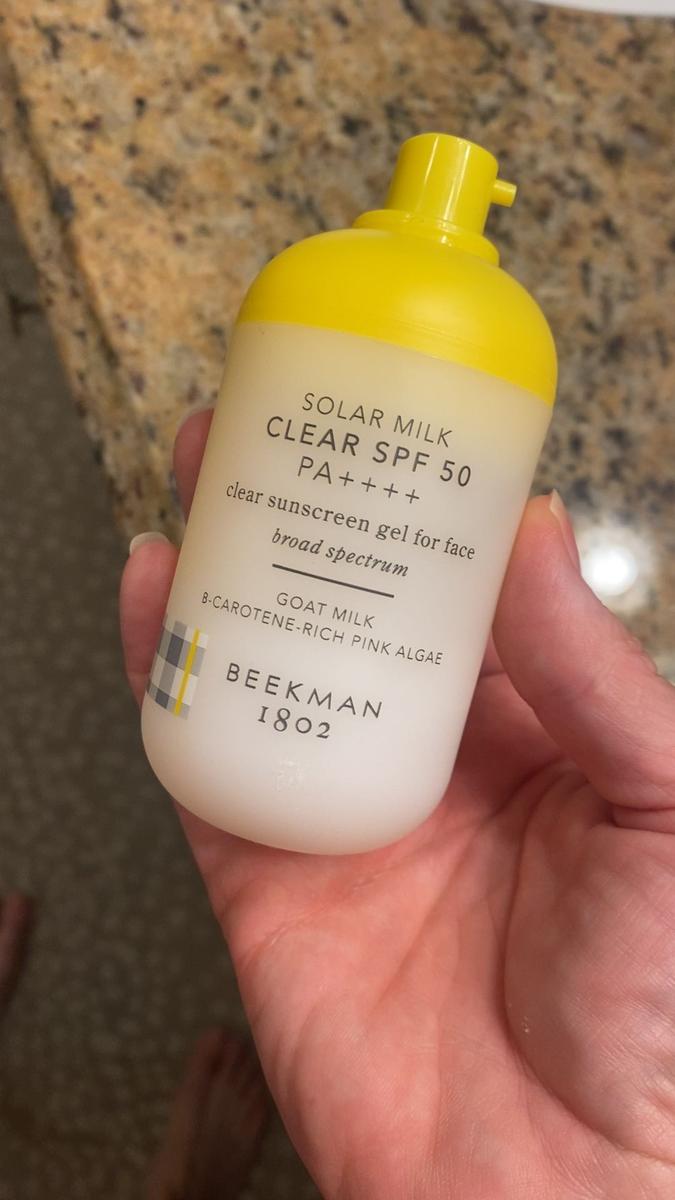 SOLAR MILK
CLEAR SPF 50
PA++++
clear sunscreen gel for face
broad spectrum
GOAT MILK
B-CAROTENE-RICH PINK ALGAE
BEEKMAN
1802